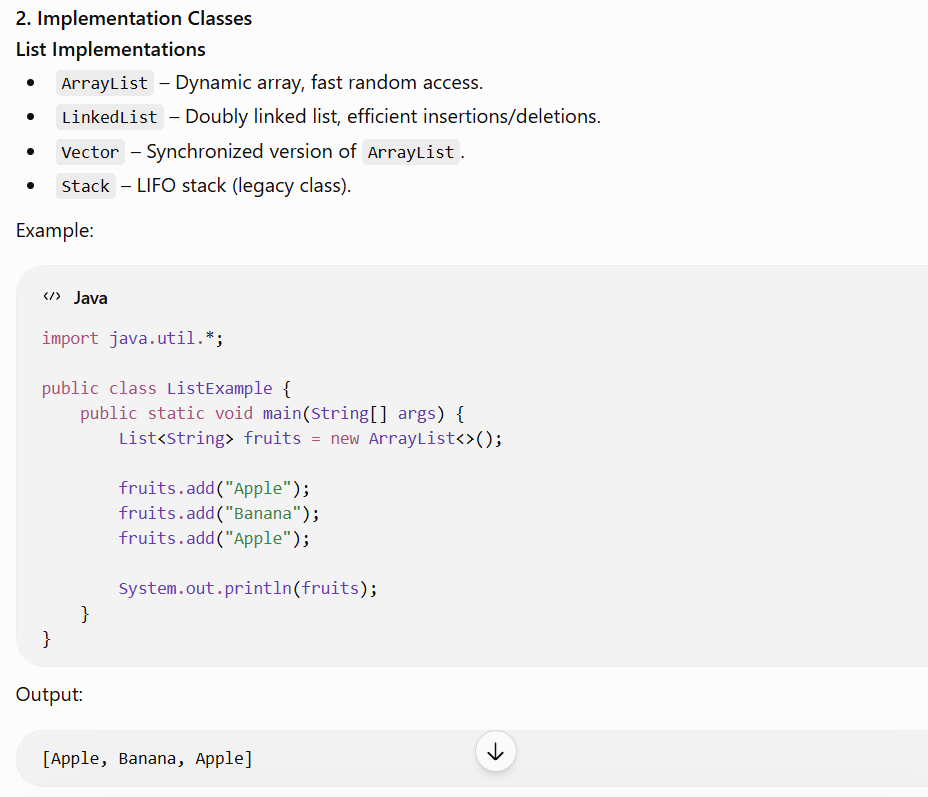 2. Implementation Classes
List Implementations
• ArrayList – Dynamic array, fast random access.
• LinkedList – Doubly linked list, efficient insertions/deletions.
• Vector – Synchronized version of ArrayList.
• Stack – LIFO stack (legacy class).
Example:
</> Java
import java.util.*;
public class ListExample {
    public static void main(String[] args) {
        List<String> fruits = new ArrayList<>();
        fruits.add("Apple");
        fruits.add("Banana");
        fruits.add("Apple");
        System.out.println(fruits);
    }
}
Output:
[Apple, Banana, Apple]